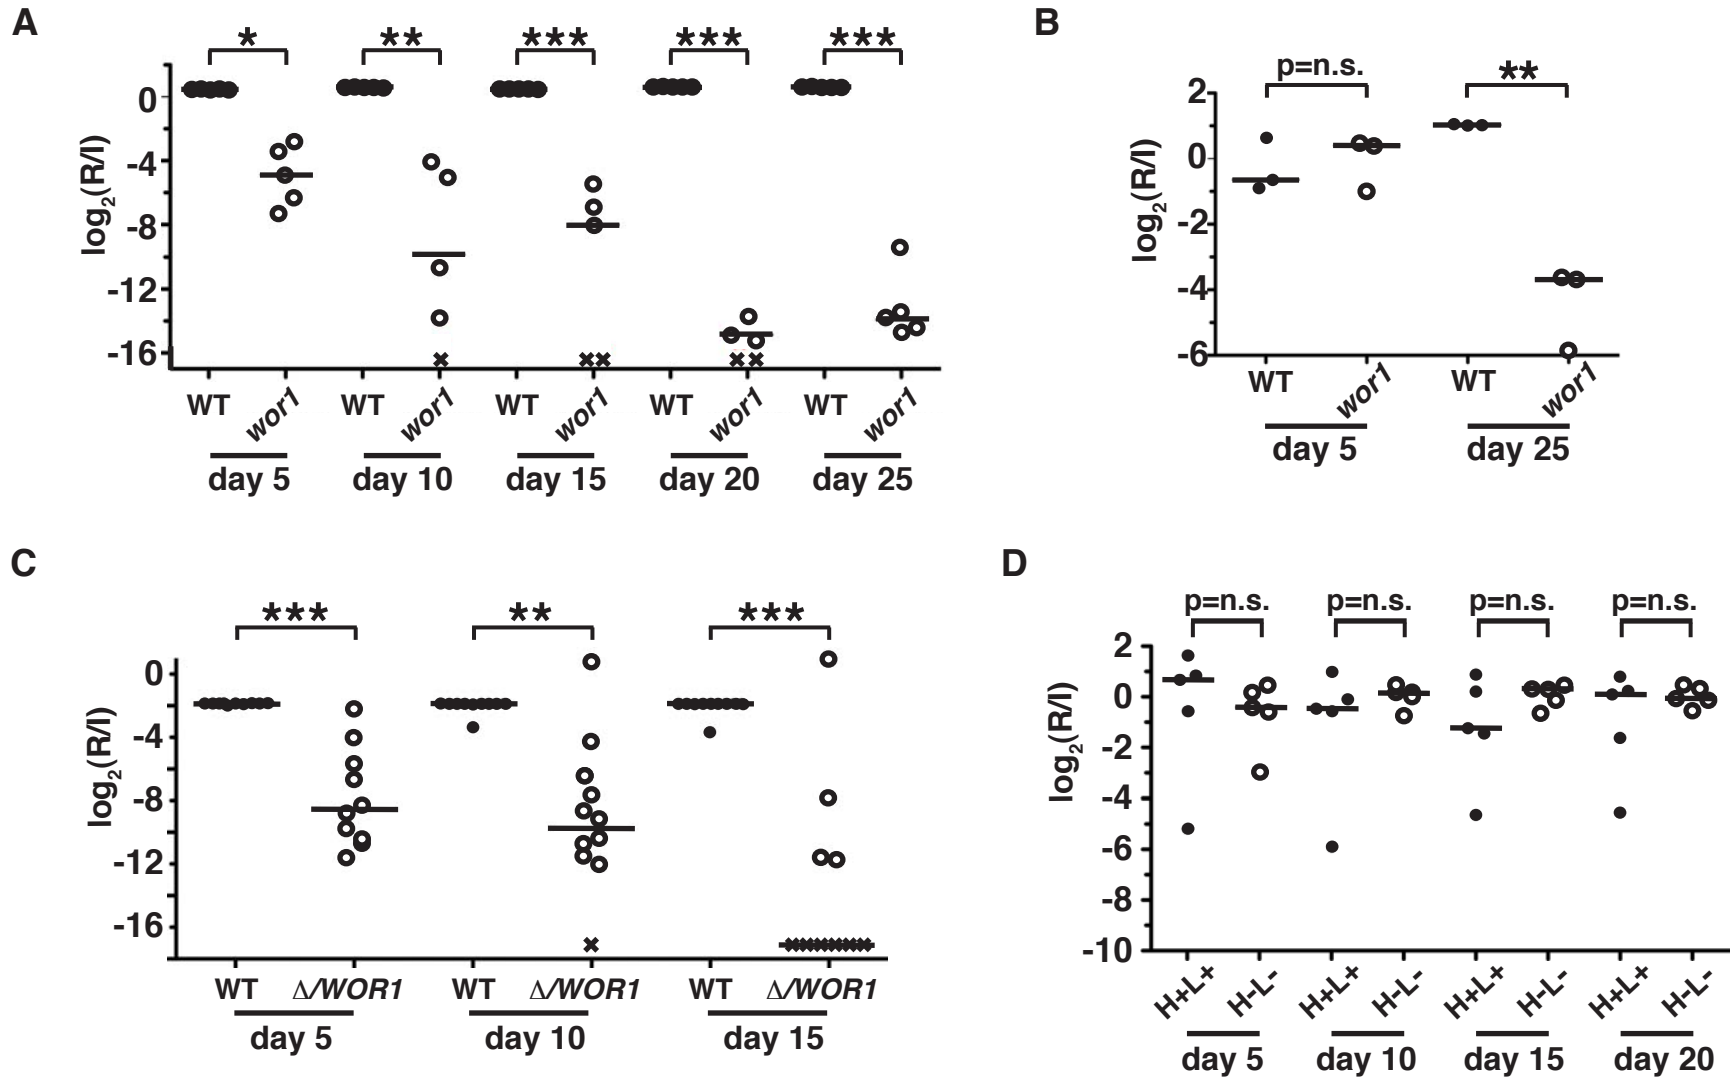 A
* ** *** *** ***
0
-4
-8
-12
-16
log2(R/I)
WT wor1 WT wor1 WT wor1 WT wor1 WT wor1
day 5 day 10 day 15 day 20 day 25
B
p=n.s. **
2
0
-2
-4
-6
log2(R/I)
WT wor1 WT wor1
day 5 day 25
C
*** ** ***
0
-4
-8
-12
-16
log2(R/I)
WT Δ/WOR1 WT Δ/WOR1 WT Δ/WOR1
day 5 day 10 day 15
D
p=n.s. p=n.s. p=n.s. p=n.s.
2
0
-2
-4
-6
-8
-10
log2(R/I)
H+L+ H-L- H+L+ H-L- H+L+ H-L- H+L+ H-L-
day 5 day 10 day 15 day 20